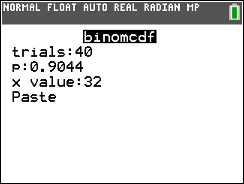 NORMAL FLOAT AUTO REAL RADIAN MP
binomcdf
trials:40
p:0.9044
x value:32
Paste